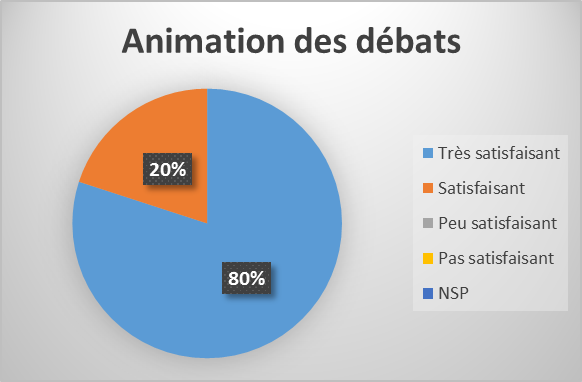 Animation des débats
20%
80%
Très satisfaisant
Satisfaisant
Peu satisfaisant
Pas satisfaisant
NSP